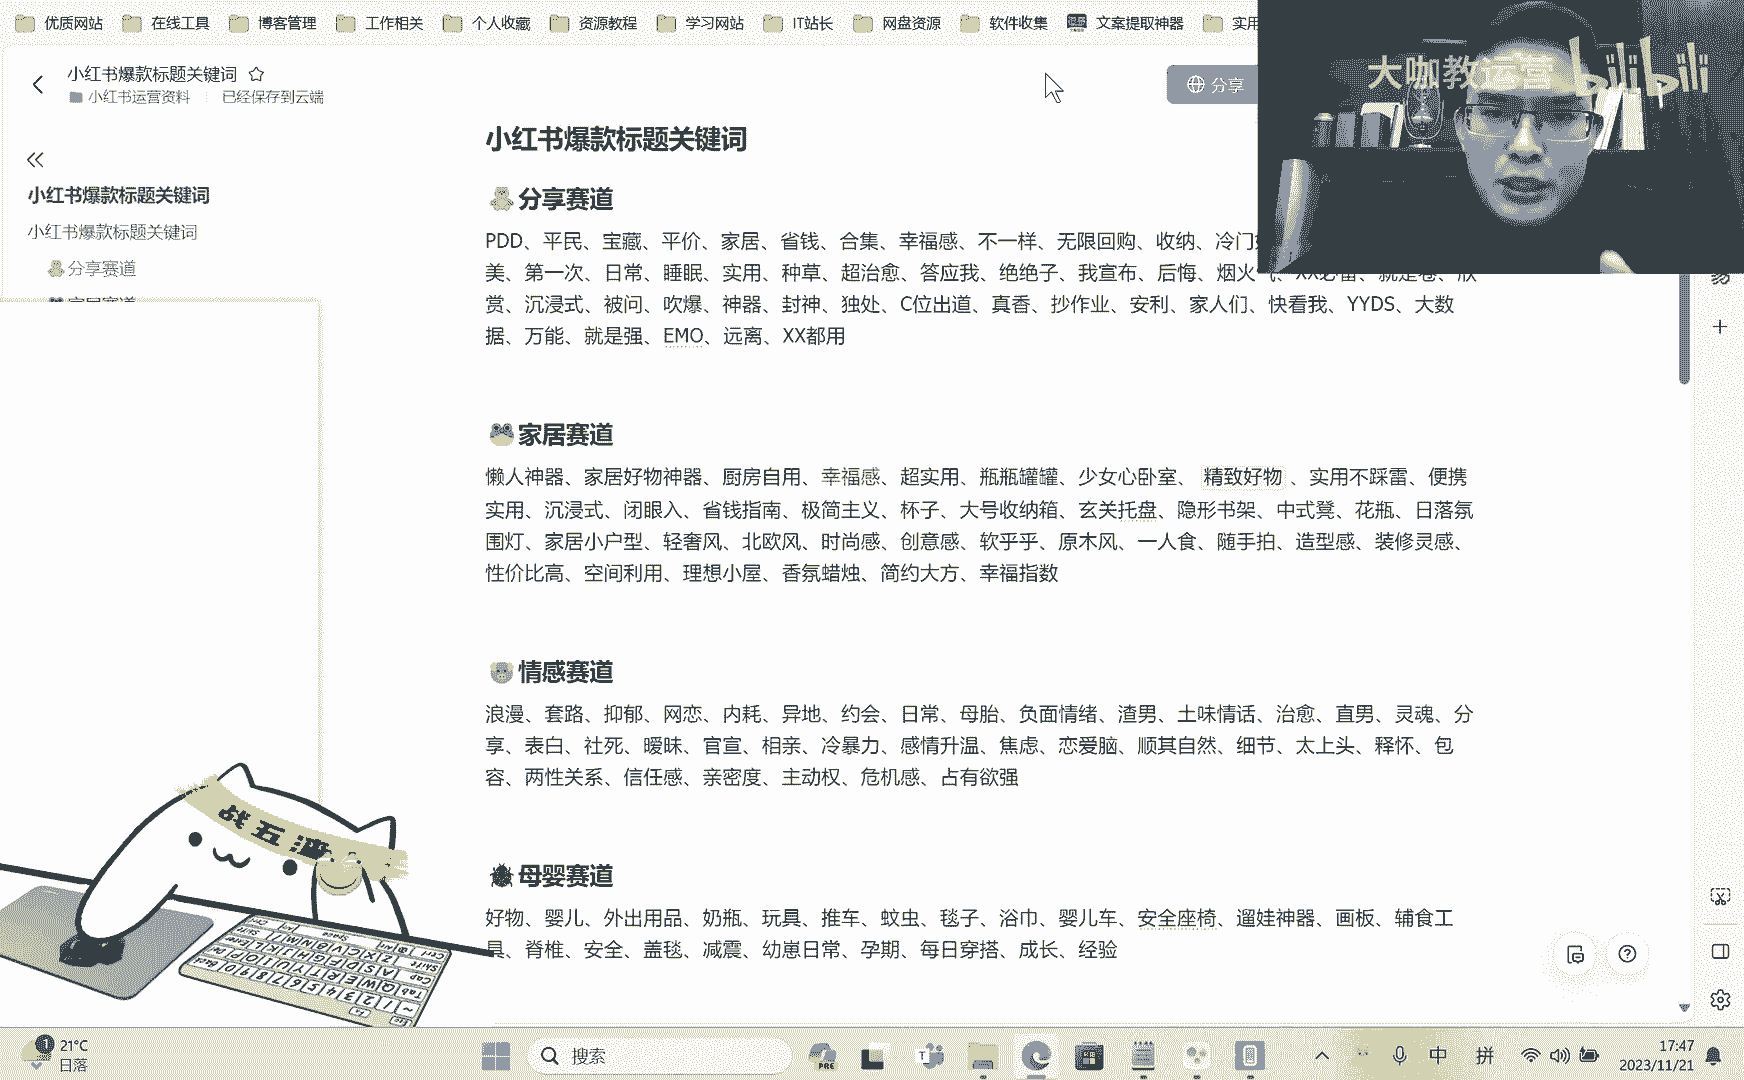 优质网站 在线工具 博客管理 工作相关 个人收藏 资源教程 学习网站 IT站长 网盘资源 软件收集 文案提取神器 实用
大咖教运营 bilibili
小红书爆款标题关键词
小红书运营资料 已经保存到云端
分享
小红书爆款标题关键词
小红书爆款标题关键词
分享赛道
小红书爆款标题关键词
分享赛道
PDD、平民、宝藏、平价、家居、省钱、合集、幸福感、不一样、无限回购、收纳、冷门
美、第一次、日常、睡眠、实用、种草、超治愈、答应我、绝绝子、我宣布、后悔、烟火
赏、沉浸式、被问、吹爆、神器、封神、独处、C位出道、真香、抄作业、安利、家人们、快看我、YYDS、大数
据、万能、就是强、EMO、远离、XX都用
家居赛道
懒人神器、家居好物神器、厨房自用、幸福感、超实用、瓶瓶罐罐、少女心卧室、 精致好物 、实用不踩雷、便携
实用、沉浸式、闭眼入、省钱指南、极简主义、杯子、大号收纳箱、玄关托盘、隐形书架、中式凳、花瓶、日落氛
围灯、家居小户型、轻奢风、北欧风、时尚感、创意感、软乎乎、原木风、一人食、随手拍、造型感、装修灵感、
性价比高、空间利用、理想小屋、香氛蜡烛、简约大方、幸福指数
情感赛道
浪漫、套路、抑郁、网恋、内耗、异地、约会、日常、母胎、负面情绪、渣男、土味情话、治愈、直男、灵魂、分
享、表白、社死、暧昧、官宣、相亲、冷暴力、感情升温、焦虑、恋爱脑、顺其自然、细节、太上头、释怀、包
容、两性关系、信任感、亲密度、主动权、危机感、占有欲强
母婴赛道
好物、婴儿、外出用品、奶瓶、玩具、推车、蚊虫、毯子、浴巾、婴儿车、安全座椅、遛娃神器、画板、辅食工
具、脊椎、安全、盖毯、减震、幼崽日常、孕期、每日穿搭、成长、经验
战五渣
21°C
日落
搜索
中 拼
17:47
2023/11/21